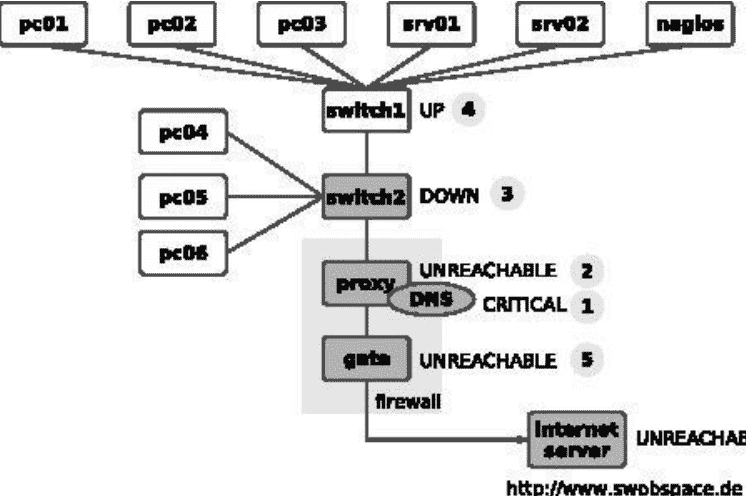 pc01 pc02 pc03 srv01 srv02 nagios
switch1 UP 4
pc04
pc05
pc06
switch2 DOWN 3
proxy UNREACHABLE 2
DNS CRITICAL 1
gate UNREACHABLE 5
firewall
Internet
server
UNREACHAB
http://www.swobspace.de